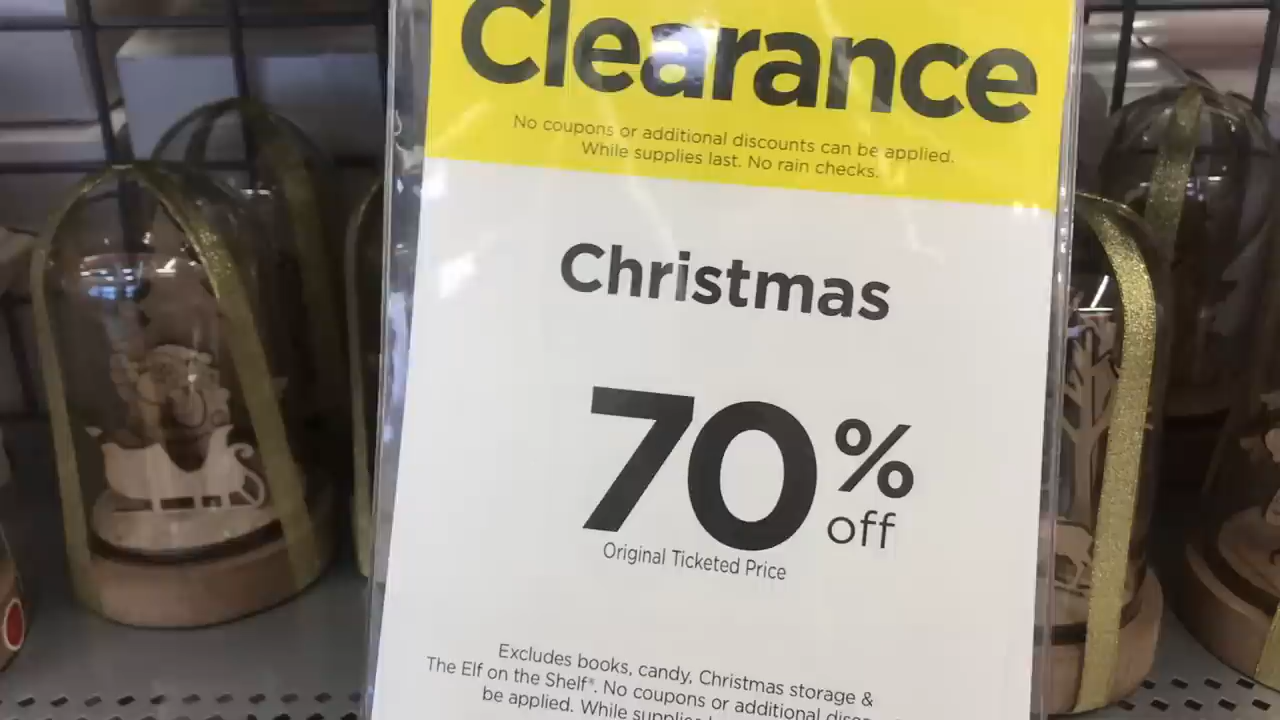 Clearance
No coupons or additional discounts can be applied.
While supplies last. No rain checks.
Christmas
70%
off
Original Ticketed Price
Excludes books, candy, Christmas storage &
The Elf on the Shelf®. No coupons or additional
be applied. While